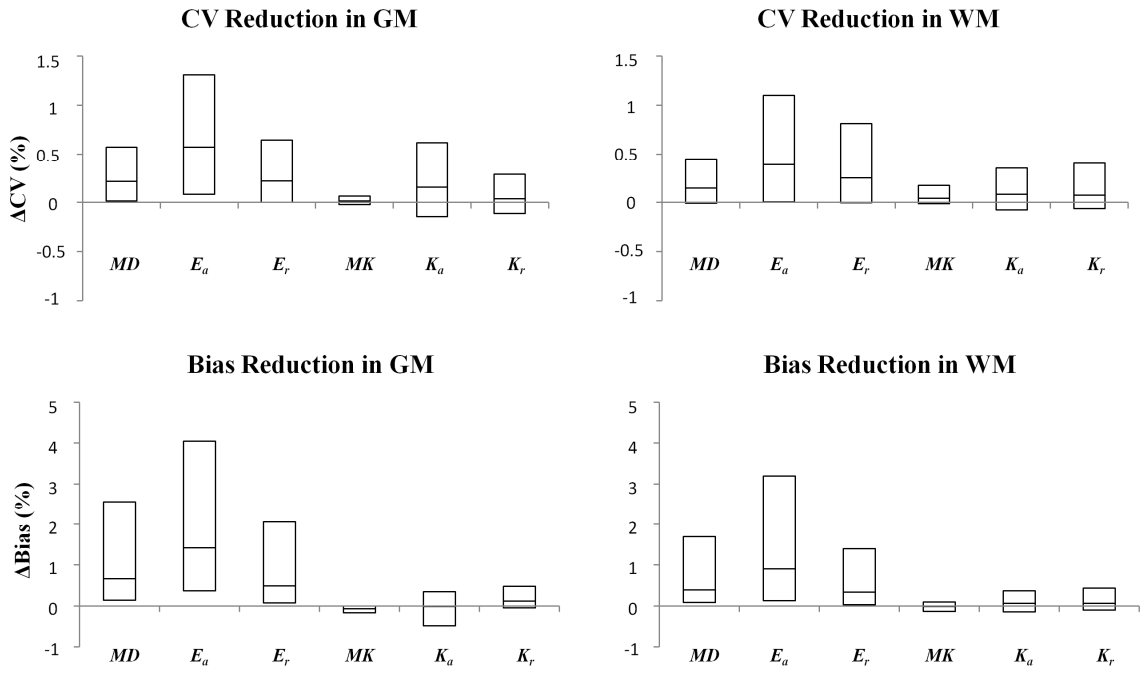 CV Reduction in GM
ΔCV (%)
1.5
1
0.5
0
-0.5
-1
MD Ea Er MK Ka Kr
CV Reduction in WM
1.5
1
0.5
0
-0.5
-1
MD Ea Er MK Ka Kr
Bias Reduction in GM
ΔBias (%)
5
4
3
2
1
0
-1
MD Ea Er MK Ka Kr
Bias Reduction in WM
5
4
3
2
1
0
-1
MD Ea Er MK Ka Kr